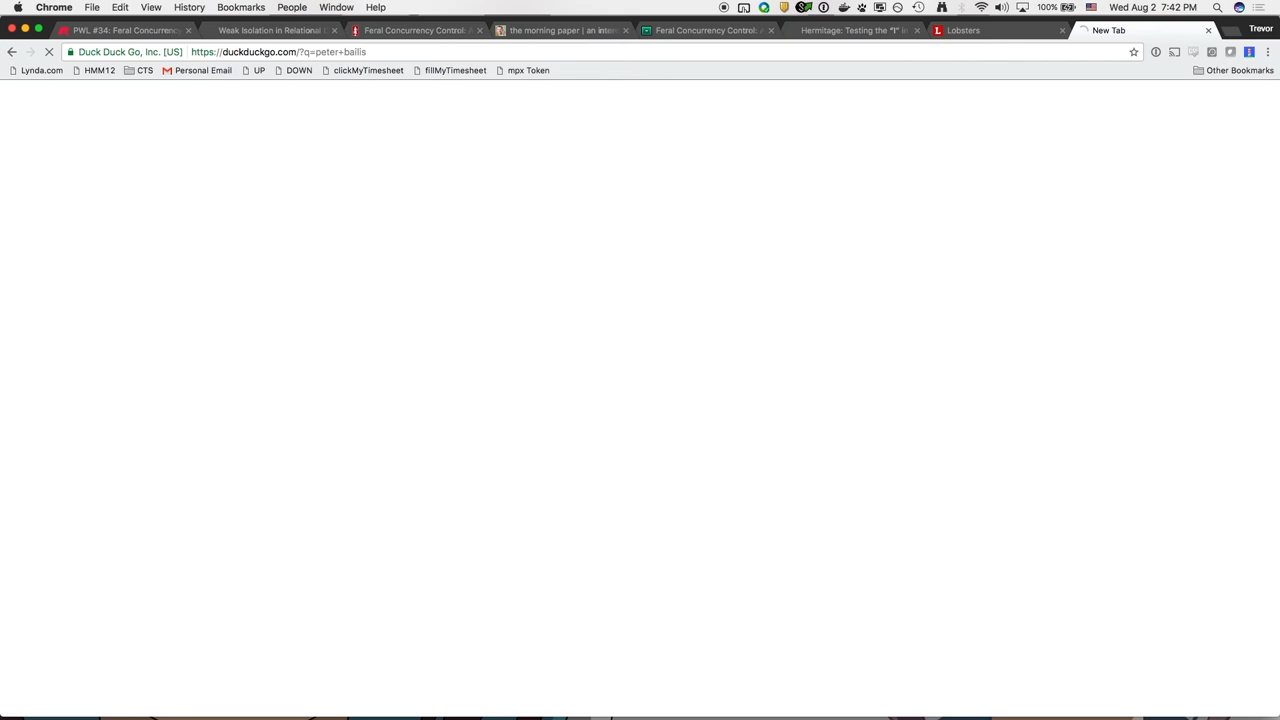 Chrome File Edit View History Bookmarks People Window Help 100% Wed Aug 2 7:42 PM
PWL #34: Feral Concurrency Weak Isolation in Relational Feral Concurrency Control: A the morning paper | an inter Feral Concurrency Control: A Hermitage: Testing the "I" in Lobsters New Tab Trevor
Duck Duck Go, Inc. [US] https://duckduckgo.com/?q=peter+bailis
Lynda.com HMM12 CTS Personal Email UP DOWN clickMyTimesheet fillMyTimesheet mpx Token Other Bookmarks